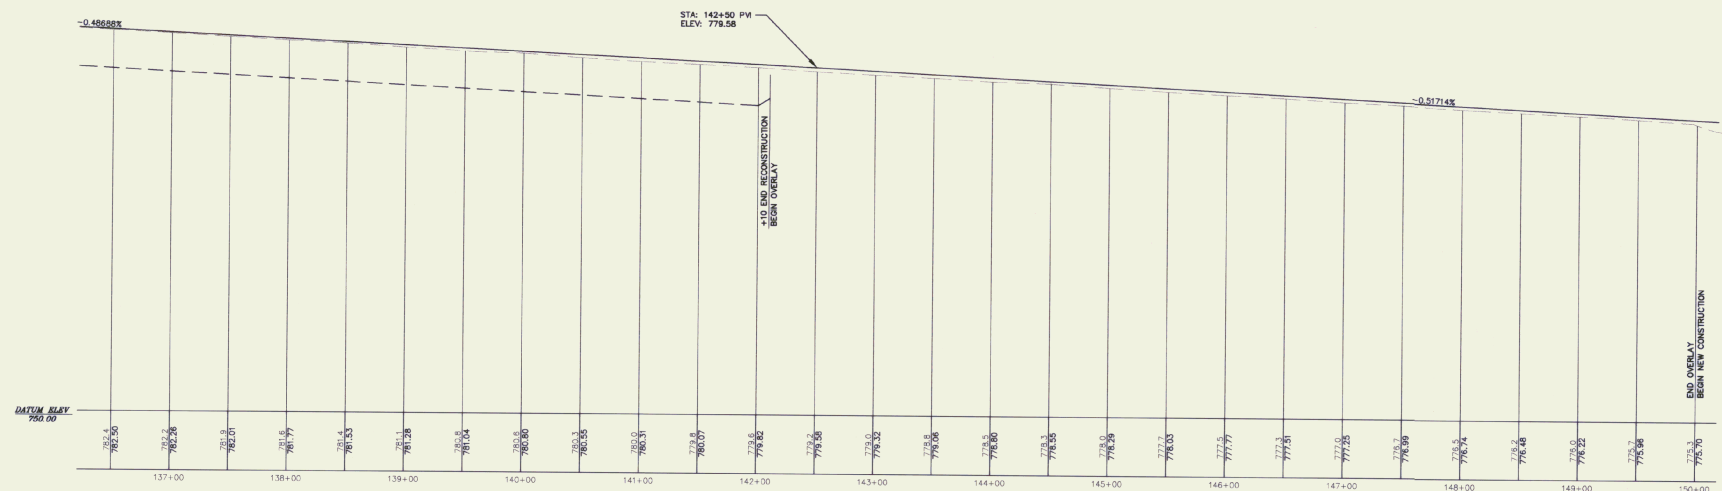 -0.48688%
STA: 142+50 PVI
ELEV: 779.58
-0.51714%
+10 END RECONSTRUCTION
BEGIN OVERLAY
END OVERLAY
BEGIN NEW CONSTRUCTION
DATUM ELEV
750.00
782.4 782.2 781.9 781.6 781.4 781.1 780.8 780.6 780.3 780.0 779.8 779.6 779.2 779.0 778.8 778.5 778.3 778.0 777.7 777.5 777.3 777.0 776.7 776.5 776.2 776.0 775.7 775.3
782.50 782.26 782.01 781.77 781.53 781.28 781.04 780.80 780.55 780.31 780.07 779.82 779.58 779.32 779.06 778.80 778.55 778.29 778.03 777.77 777.51 777.25 776.99 776.74 776.48 776.22 775.96 775.70
137+00 138+00 139+00 140+00 141+00 142+00 143+00 144+00 145+00 146+00 147+00 148+00 149+00 150+00